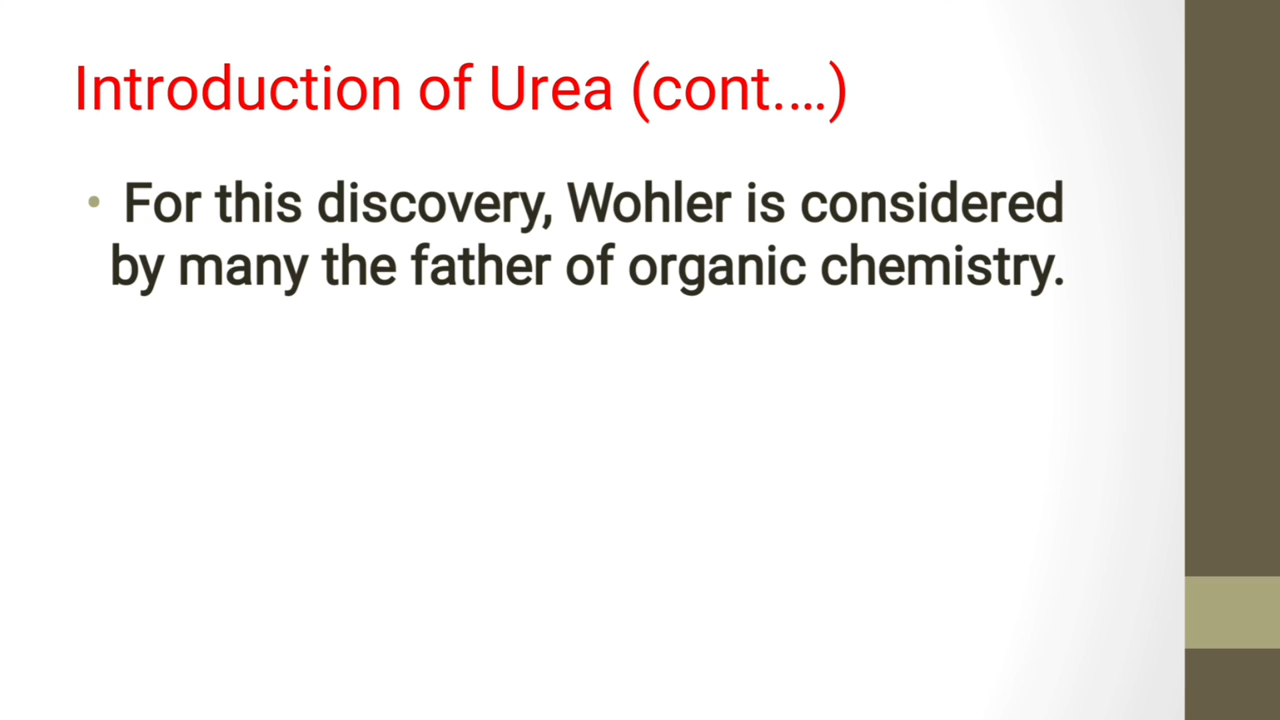 Introduction of Urea (cont.…)
• For this discovery, Wohler is considered
by many the father of organic chemistry.